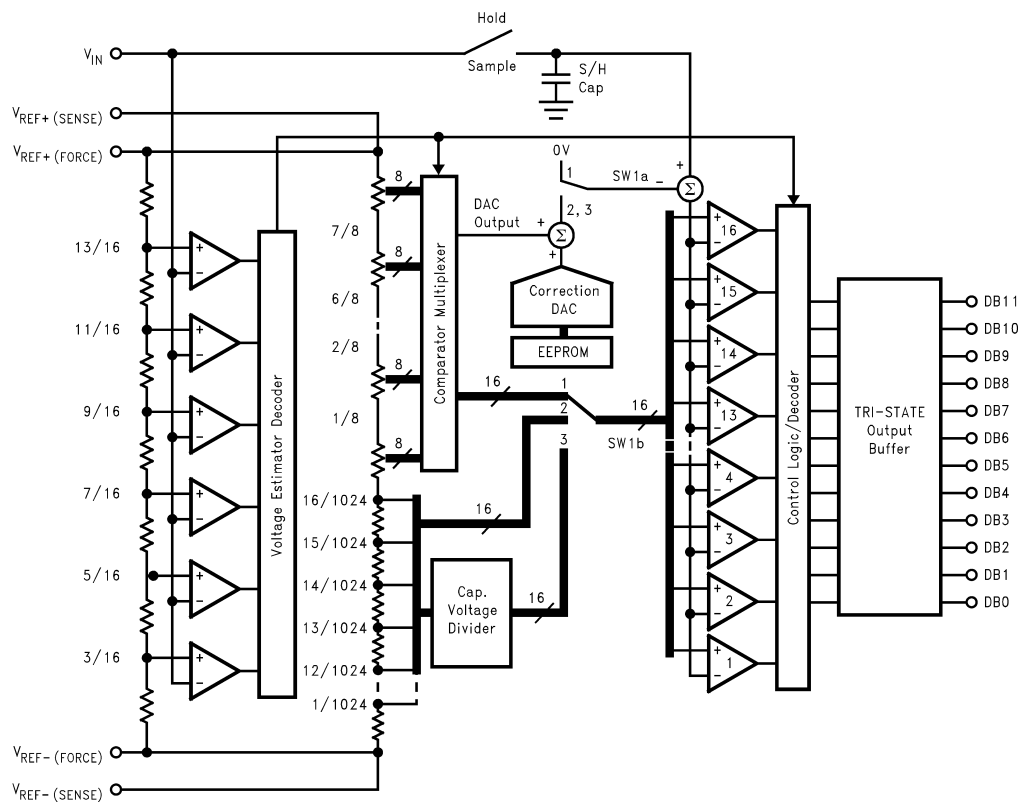 Hold
Sample
V_IN
S/H
Cap
V_REF+ (SENSE)
V_REF+ (FORCE)
0V
1
SW1a
−
+
Σ
2, 3
DAC
Output
+
Σ
+
Correction
DAC
EEPROM
8
7/8
8
6/8
2/8
8
1/8
8
Comparator Multiplexer
13/16
+
−
11/16
+
−
9/16
+
−
7/16
+
−
5/16
+
−
3/16
+
−
Voltage Estimator Decoder
16/1024
15/1024
14/1024
13/1024
12/1024
1/1024
16
1
2
3
16
SW1b
16
Cap.
Voltage
Divider
16
+
−
16
+
−
15
+
−
14
+
−
13
+
−
4
+
−
3
+
−
2
+
−
1
Control Logic/Decoder
TRI-STATE
Output
Buffer
DB11
DB10
DB9
DB8
DB7
DB6
DB5
DB4
DB3
DB2
DB1
DB0
V_REF− (FORCE)
V_REF− (SENSE)